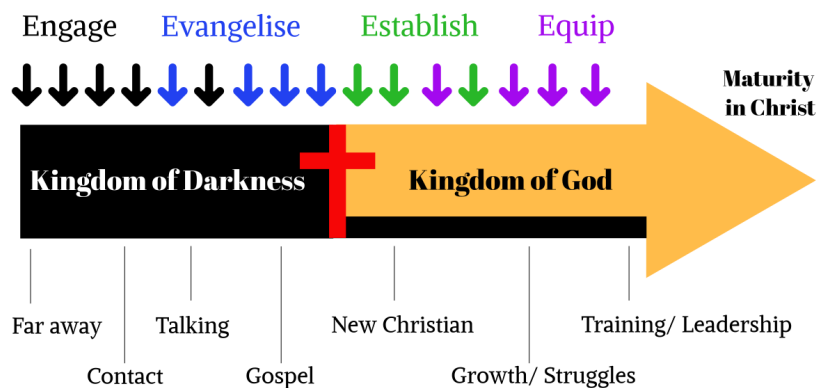 Engage Evangelise Establish Equip
Maturity
in Christ
Kingdom of Darkness Kingdom of God
Far away Talking New Christian Training/ Leadership
Contact Gospel Growth/ Struggles